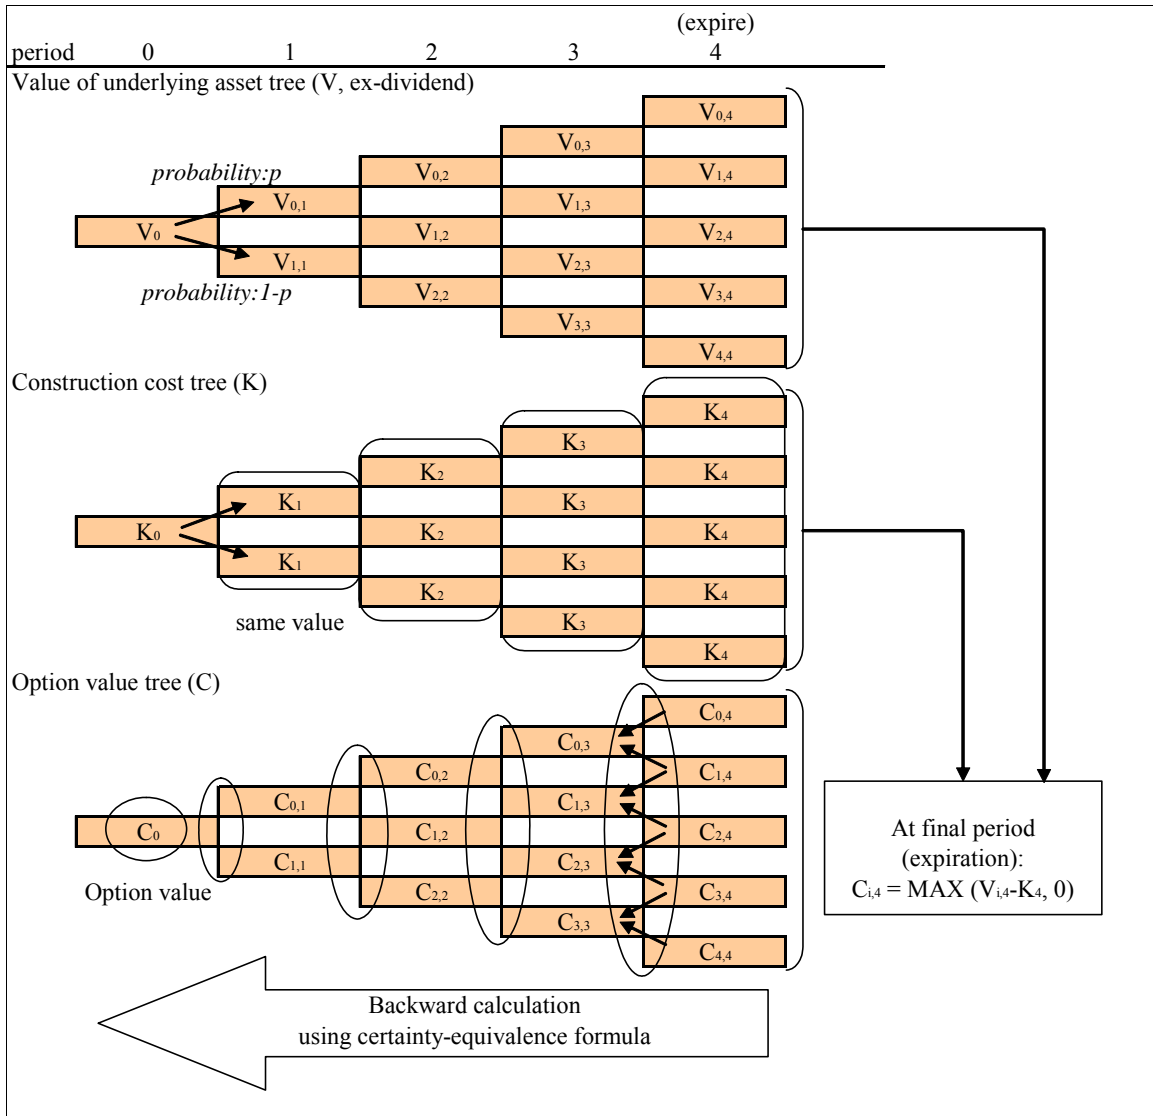 (expire)
period 0 1 2 3 4
Value of underlying asset tree (V, ex-dividend)
V0,4
V0,3
probability:p V0,2 V1,4
V0,1 V1,3
V0 V1,2 V2,4
V1,1 V2,3
probability:1-p V2,2 V3,4
V3,3
V4,4
Construction cost tree (K)
K4
K3
K2 K4
K1 K3
K0 K2 K4
K1 K3
K2 K4
same value K3
K4
Option value tree (C)
C0,4
C0,3
C0,2 C1,4
C0,1 C1,3
C0 C1,2 C2,4
C1,1 C2,3
Option value C2,2 C3,4
C3,3
C4,4
At final period
(expiration):
Ci,4 = MAX (Vi,4-K4, 0)
Backward calculation
using certainty-equivalence formula